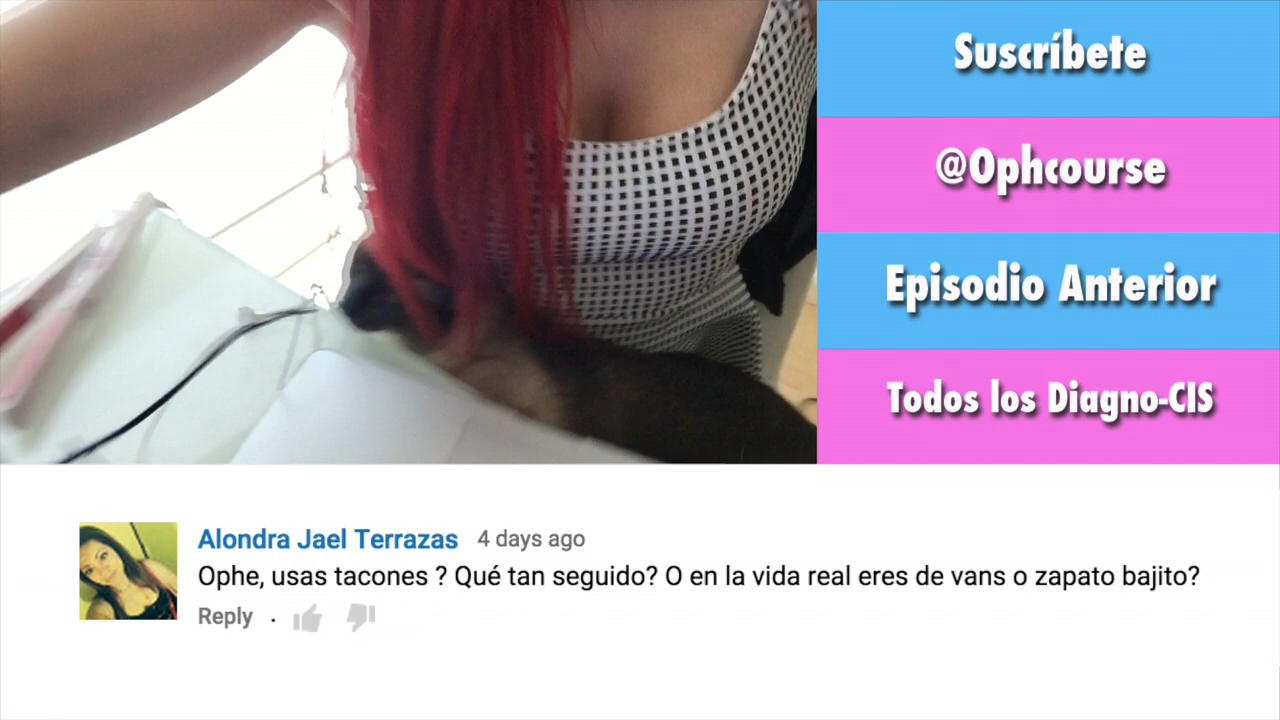 Suscríbete
@Ophcourse
Episodio Anterior
Todos los Diagno-CIS
Alondra Jael Terrazas 4 days ago
Ophe, usas tacones ? Qué tan seguido? O en la vida real eres de vans o zapato bajito?
Reply ·